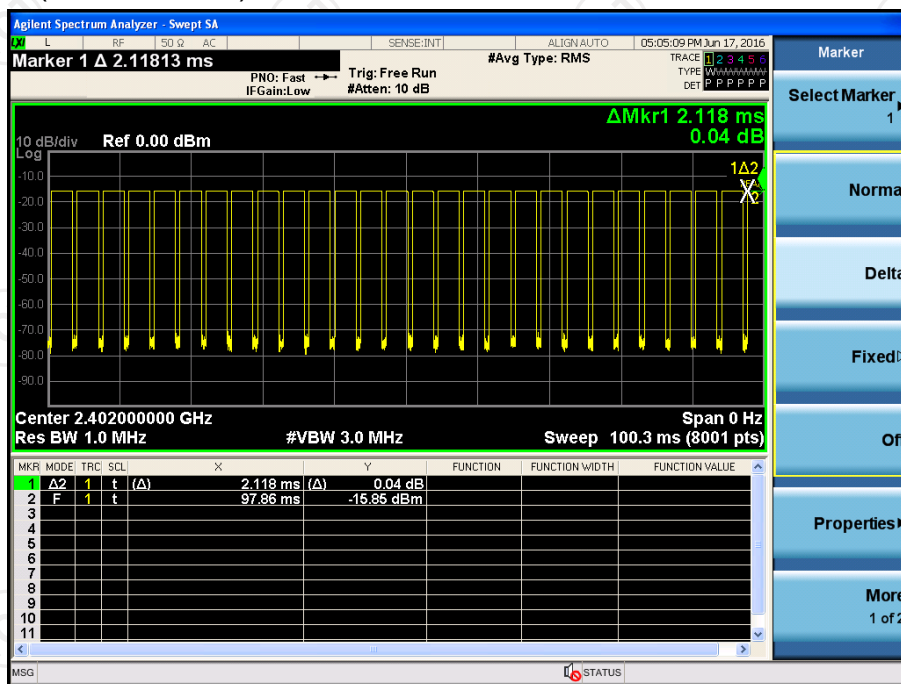 Agilent Spectrum Analyzer - Swept SA
LXI L RF 50 Ω AC SENSE:INT ALIGN AUTO 05:05:09 PM Jun 17, 2016
Marker 1 Δ 2.11813 ms #Avg Type: RMS TRACE 1 2 3 4 5 6
PNO: Fast Trig: Free Run TYPE
IFGain:Low #Atten: 10 dB DET P P P P P P
ΔMkr1 2.118 ms
10 dB/div Ref 0.00 dBm 0.04 dB
Log
1Δ2
-10.0
-20.0
-30.0
-40.0
-50.0
-60.0
-70.0
-80.0
-90.0
Center 2.402000000 GHz Span 0 Hz
Res BW 1.0 MHz #VBW 3.0 MHz Sweep 100.3 ms (8001 pts)
MKR MODE TRC SCL X Y FUNCTION FUNCTION WIDTH FUNCTION VALUE
1 Δ2 1 t (Δ) 2.118 ms (Δ) 0.04 dB
2 F 1 t 97.86 ms -15.85 dBm
3
4
5
6
7
8
9
10
11
MSG STATUS
Marker
Select Marker
1
Norma
Delta
Fixed
Of
Properties
More
1 of 2